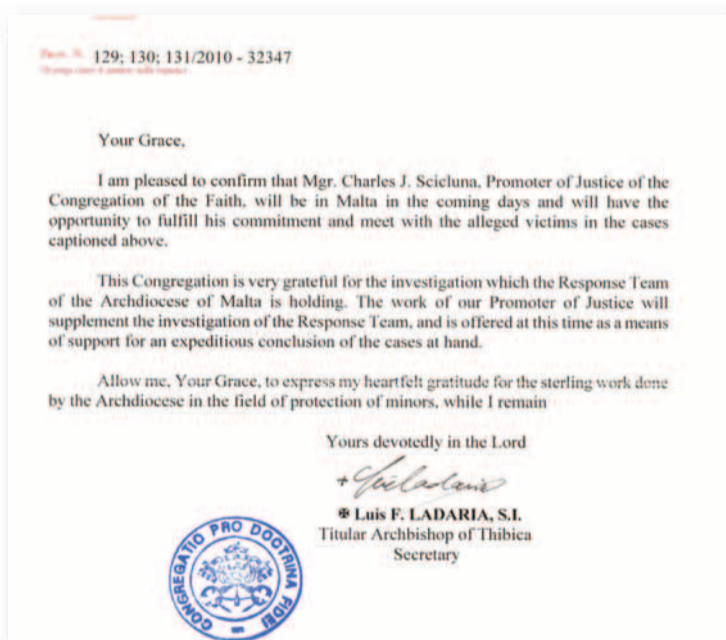 129; 130; 131/2010 - 32347
Your Grace,
I am pleased to confirm that Mgr. Charles J. Scicluna, Promoter of Justice of the
Congregation of the Faith, will be in Malta in the coming days and will have the
opportunity to fulfill his commitment and meet with the alleged victims in the cases
captioned above.
This Congregation is very grateful for the investigation which the Response Team
of the Archdiocese of Malta is holding. The work of our Promoter of Justice will
supplement the investigation of the Response Team, and is offered at this time as a means
of support for an expeditious conclusion of the cases at hand.
Allow me, Your Grace, to express my heartfelt gratitude for the sterling work done
by the Archdiocese in the field of protection of minors, while I remain
Yours devotedly in the Lord
✠ Luis F. LADARIA, S.I.
Titular Archbishop of Thibica
Secretary
CONGREGATIO PRO DOCTRINA FIDEI